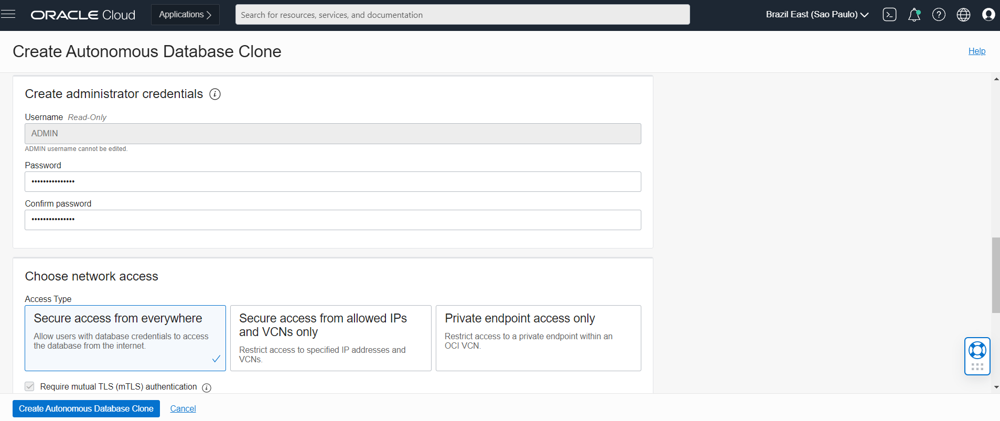 ORACLE Cloud
Applications
Search for resources, services, and documentation
Brazil East (Sao Paulo)
Create Autonomous Database Clone
Help
Create administrator credentials
Username Read-Only
ADMIN
ADMIN username cannot be edited.
Password
•••••••••••••••
Confirm password
•••••••••••••••
Choose network access
Access Type
Secure access from everywhere
Allow users with database credentials to access
the database from the internet.
Secure access from allowed IPs
and VCNs only
Restrict access to specified IP addresses and
VCNs.
Private endpoint access only
Restrict access to a private endpoint within an
OCI VCN.
Require mutual TLS (mTLS) authentication
Create Autonomous Database Clone
Cancel